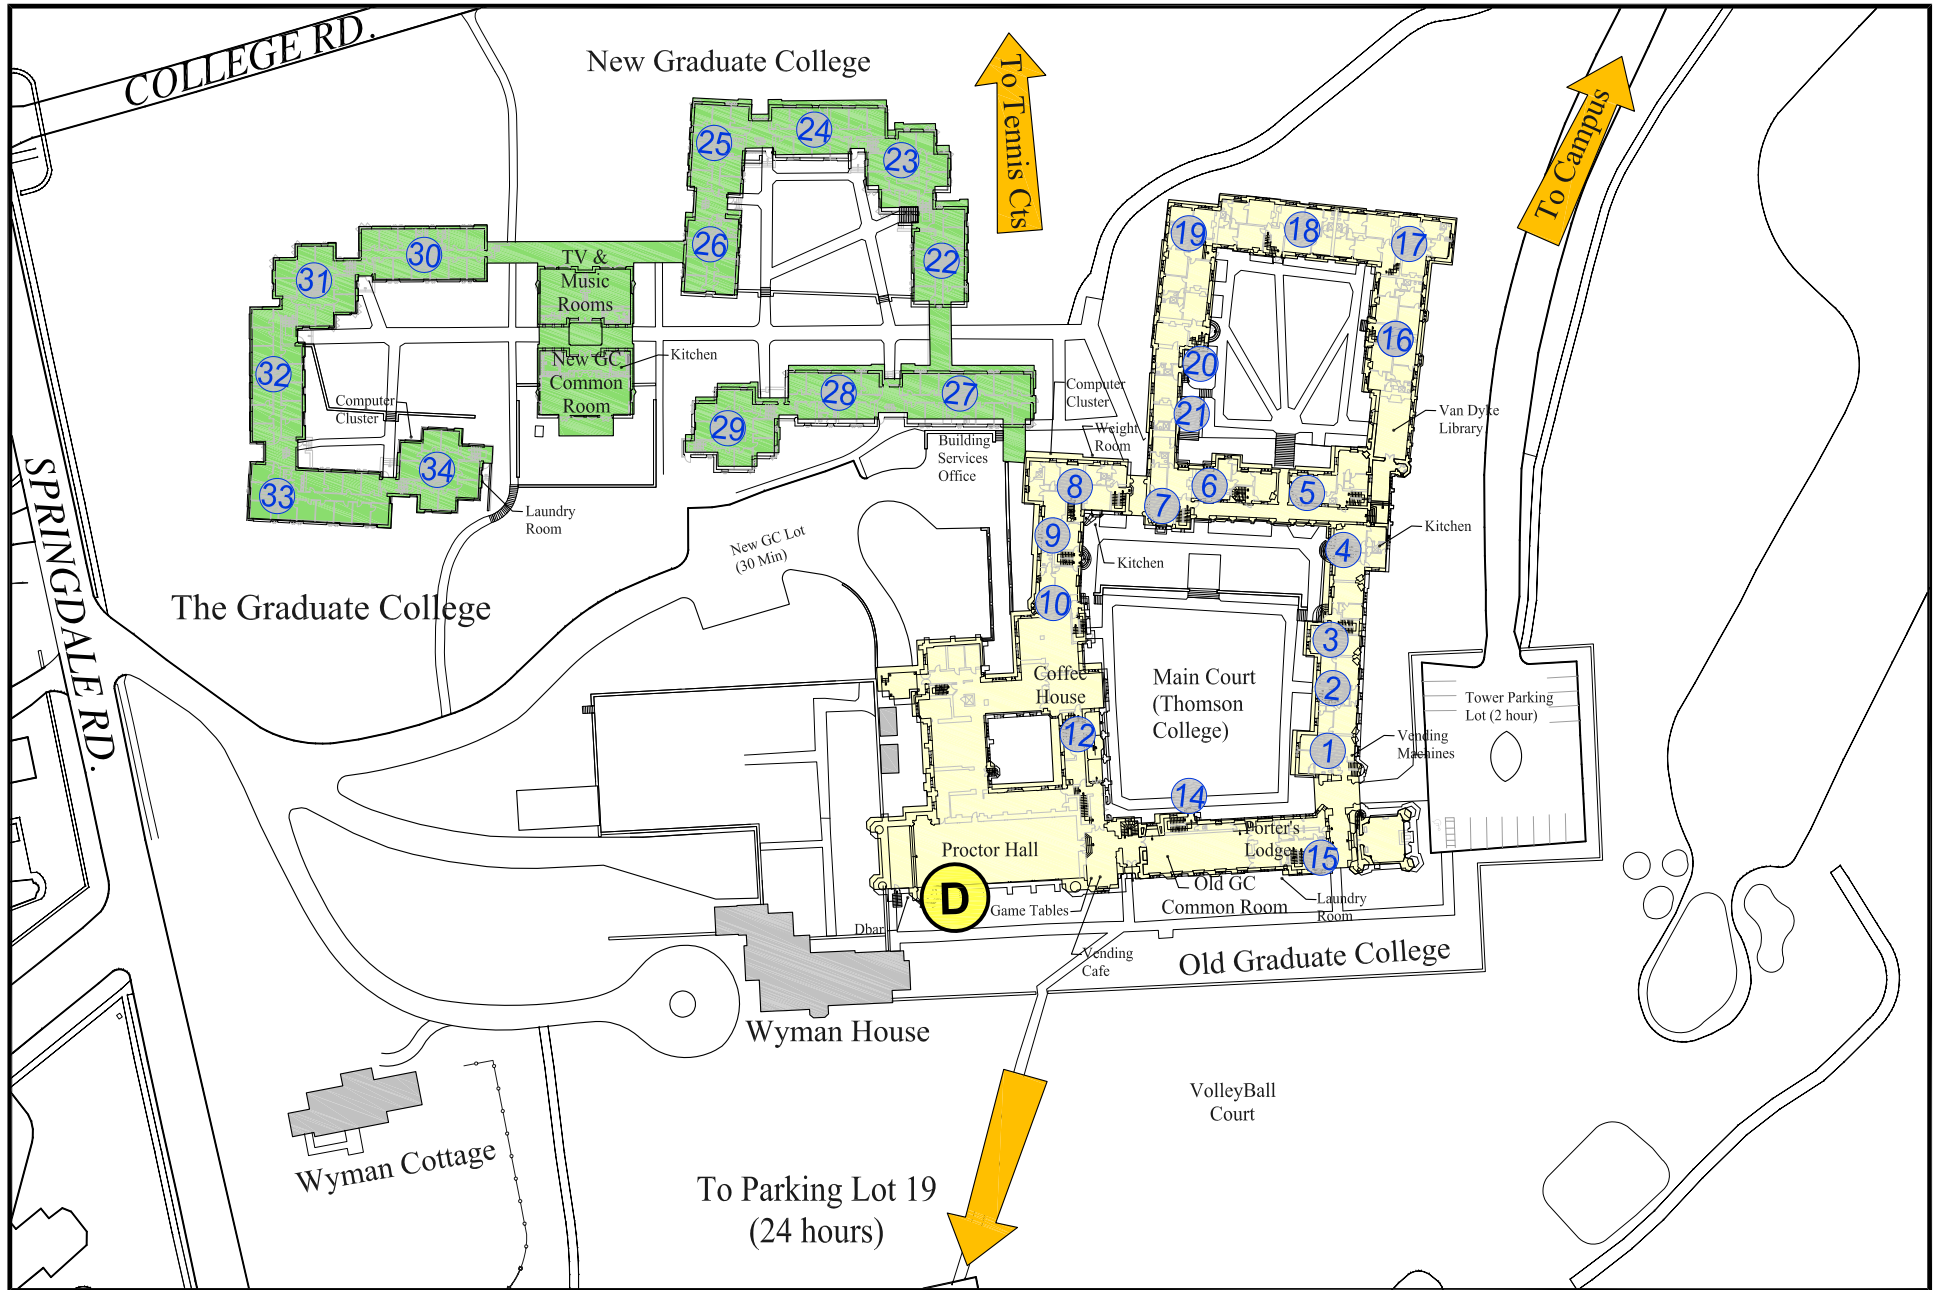 COLLEGE RD.
New Graduate College
To Tennis Cts
To Campus
25
24
23
19
18
17
30
26
22
31
TV &
Music
Rooms
16
20
32
New GC
Common
Room
Kitchen
28
27
Computer
Cluster
Computer
Cluster
21
Van Dyke
Library
29
Weight
Room
Building
Services
Office
34
33
8
7
6
5
Laundry
Room
SPRINGDALE RD.
New GC Lot
(30 Min)
9
Kitchen
4
Kitchen
The Graduate College
10
3
Coffee
House
Main Court
(Thomson
College)
2
Tower Parking
Lot (2 hour)
12
1
Vending
Machines
14
Proctor Hall
Porter's
Lodge
15
D
Old GC
Common Room
Game Tables
Laundry
Room
Dbar
Vending
Cafe
Old Graduate College
Wyman House
VolleyBall
Court
Wyman Cottage
To Parking Lot 19
(24 hours)